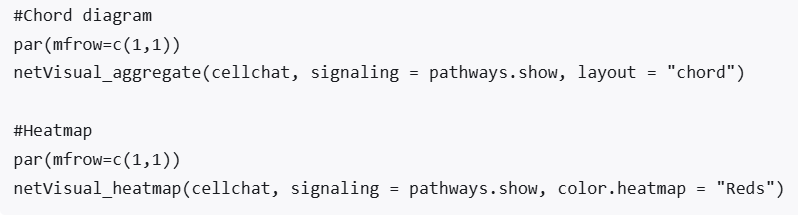 #Chord diagram
par(mfrow=c(1,1))
netVisual_aggregate(cellchat, signaling = pathways.show, layout = "chord")
#Heatmap
par(mfrow=c(1,1))
netVisual_heatmap(cellchat, signaling = pathways.show, color.heatmap = "Reds")